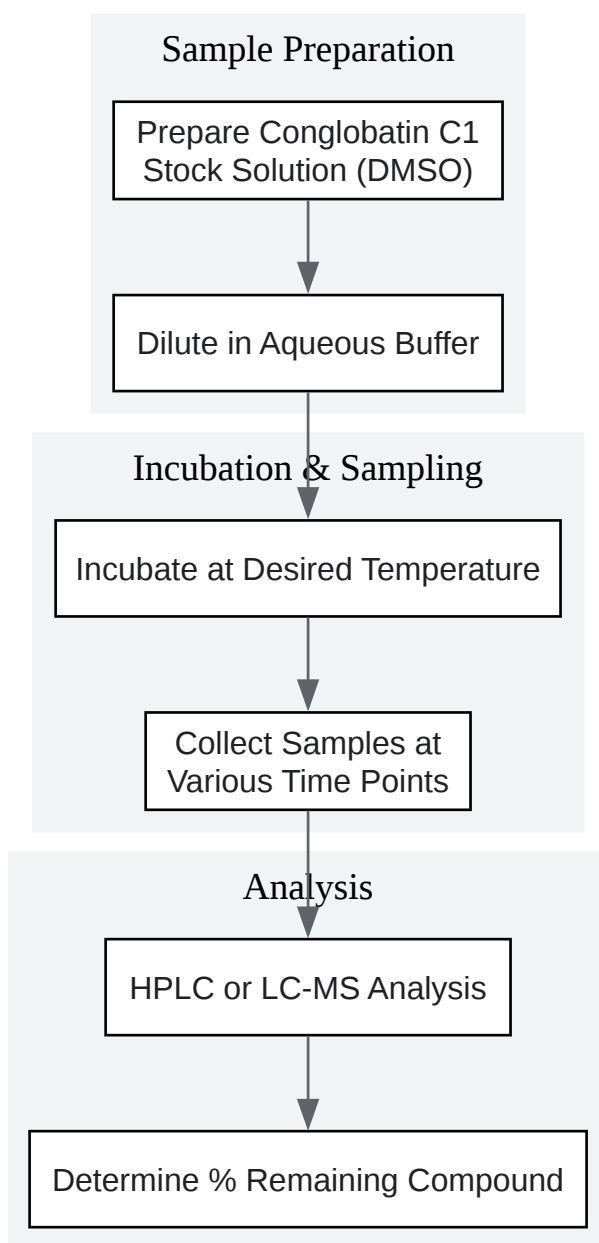 Sample Preparation
Prepare Conglobatin C1
Stock Solution (DMSO)
Dilute in Aqueous Buffer
Incubation & Sampling
Incubate at Desired Temperature
Collect Samples at
Various Time Points
Analysis
HPLC or LC-MS Analysis
Determine % Remaining Compound